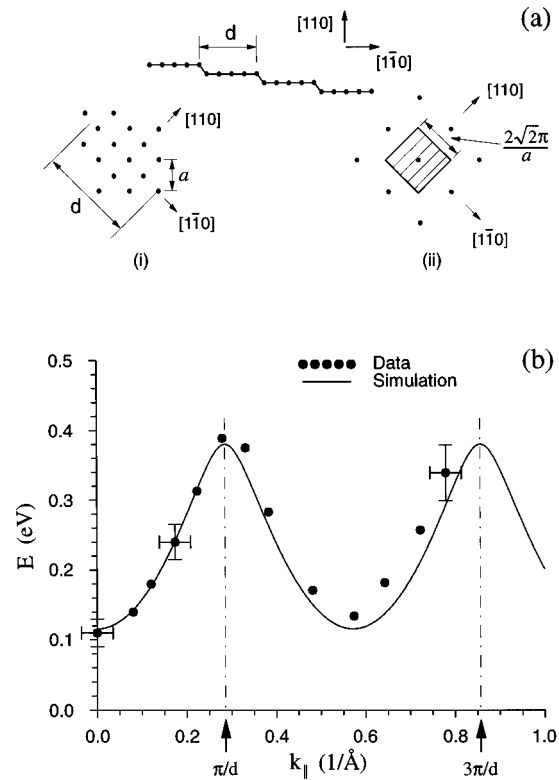 (a)
[110]
d
[11̄0]
[110]
[110]
2√2π
a
a
d
[11̄0]
[11̄0]
(i)
(ii)
(b)
0.5
Data
Simulation
0.4
0.3
E (eV)
0.2
0.1
0.0
0.0 0.2 0.4 0.6 0.8 1.0
k∥ (1/Å)
π/d
3π/d